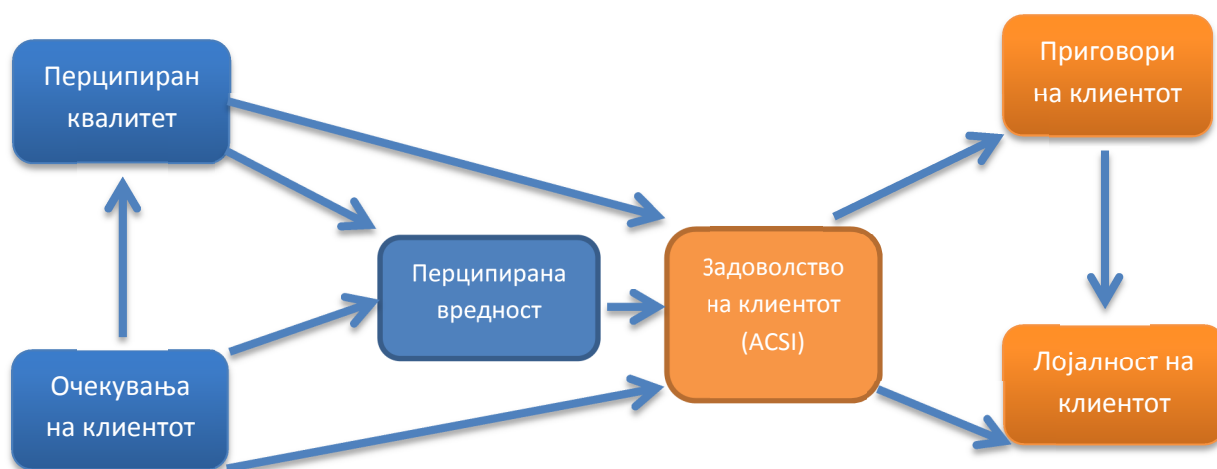 Перципиран
квалитет
Приговори
на клиентот
Перципирана
вредност
Задоволство
на клиентот
(ACSI)
Очекувања
на клиентот
Лојалност на
клиентот